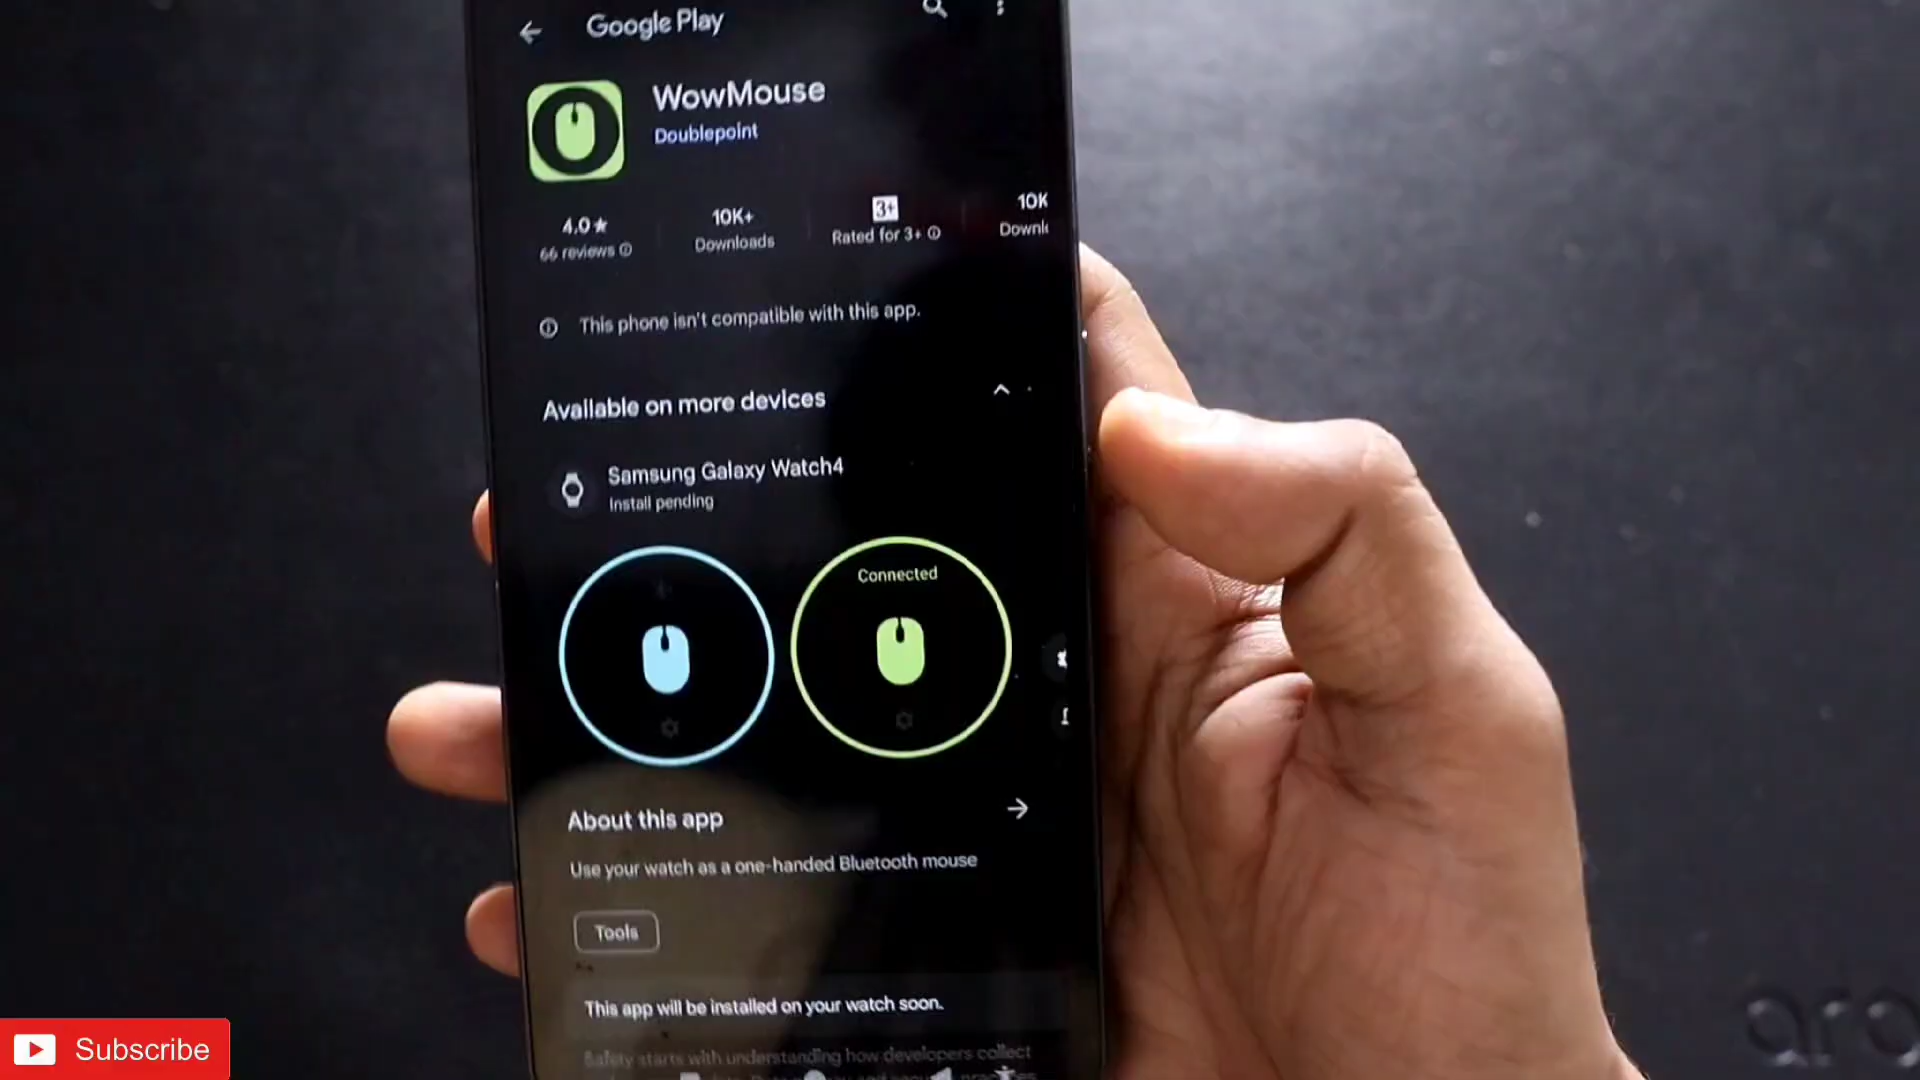 Google Play
WowMouse
Doublepoint
4.0★
66 reviews
10K+
Downloads
3+
Rated for 3+
10K
Downl
This phone isn't compatible with this app.
Available on more devices
Samsung Galaxy Watch4
Install pending
Connected
About this app
Use your watch as a one-handed Bluetooth mouse
Tools
This app will be installed on your watch soon.
Safety starts with understanding how developers collect
Subscribe